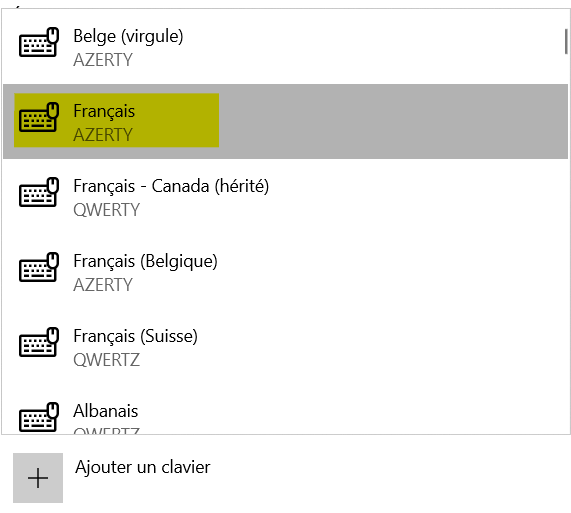 Belge (virgule)
AZERTY
Français
AZERTY
Français - Canada (hérité)
QWERTY
Français (Belgique)
AZERTY
Français (Suisse)
QWERTZ
Albanais
QWERTZ
Ajouter un clavier